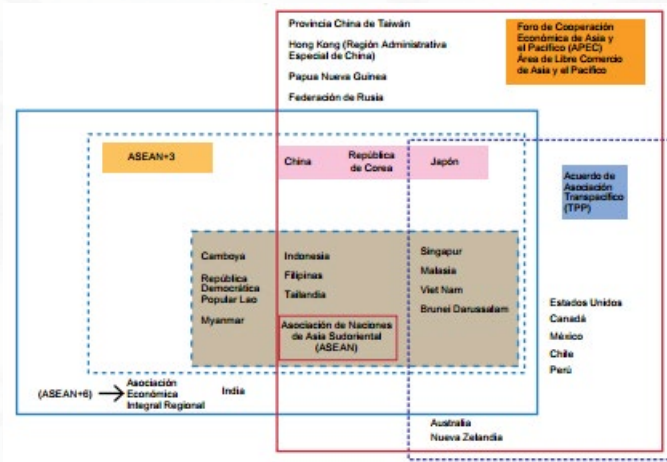 Provincia China de Taiwán
Hong Kong (Región Administrativa
Especial de China)
Papua Nueva Guinea
Federación de Rusia
Foro de Cooperación
Económica de Asia y
el Pacífico (APEC)
Área de Libre Comercio
de Asia y el Pacífico
ASEAN+3
China
República
de Corea
Japón
Acuerdo de
Asociación
Transpacífico
(TPP)
Camboya
República
Democrática
Popular Lao
Myanmar
Indonesia
Filipinas
Tailandia
Asociación de Naciones
de Asia Sudoriental
(ASEAN)
Singapur
Malasia
Viet Nam
Brunei Darussalam
Estados Unidos
Canadá
México
Chile
Perú
(ASEAN+6)
Asociación
Económica
Integral Regional
India
Australia
Nueva Zelandia